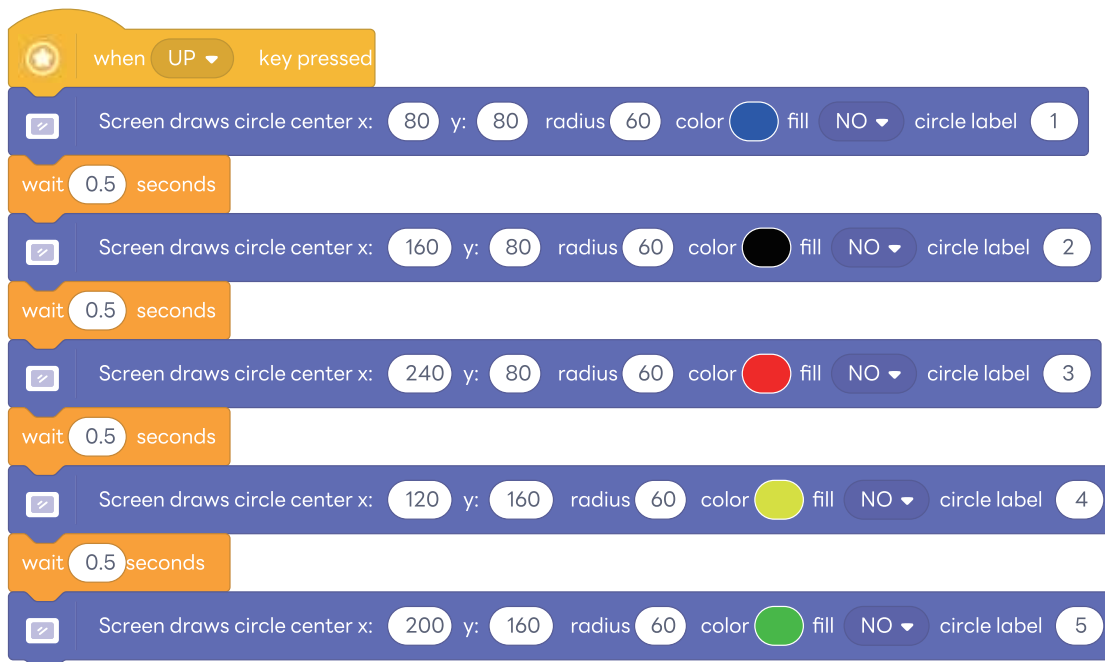 when UP key pressed
Screen draws circle center x: 80 y: 80 radius 60 color fill NO circle label 1
wait 0.5 seconds
Screen draws circle center x: 160 y: 80 radius 60 color fill NO circle label 2
wait 0.5 seconds
Screen draws circle center x: 240 y: 80 radius 60 color fill NO circle label 3
wait 0.5 seconds
Screen draws circle center x: 120 y: 160 radius 60 color fill NO circle label 4
wait 0.5 seconds
Screen draws circle center x: 200 y: 160 radius 60 color fill NO circle label 5